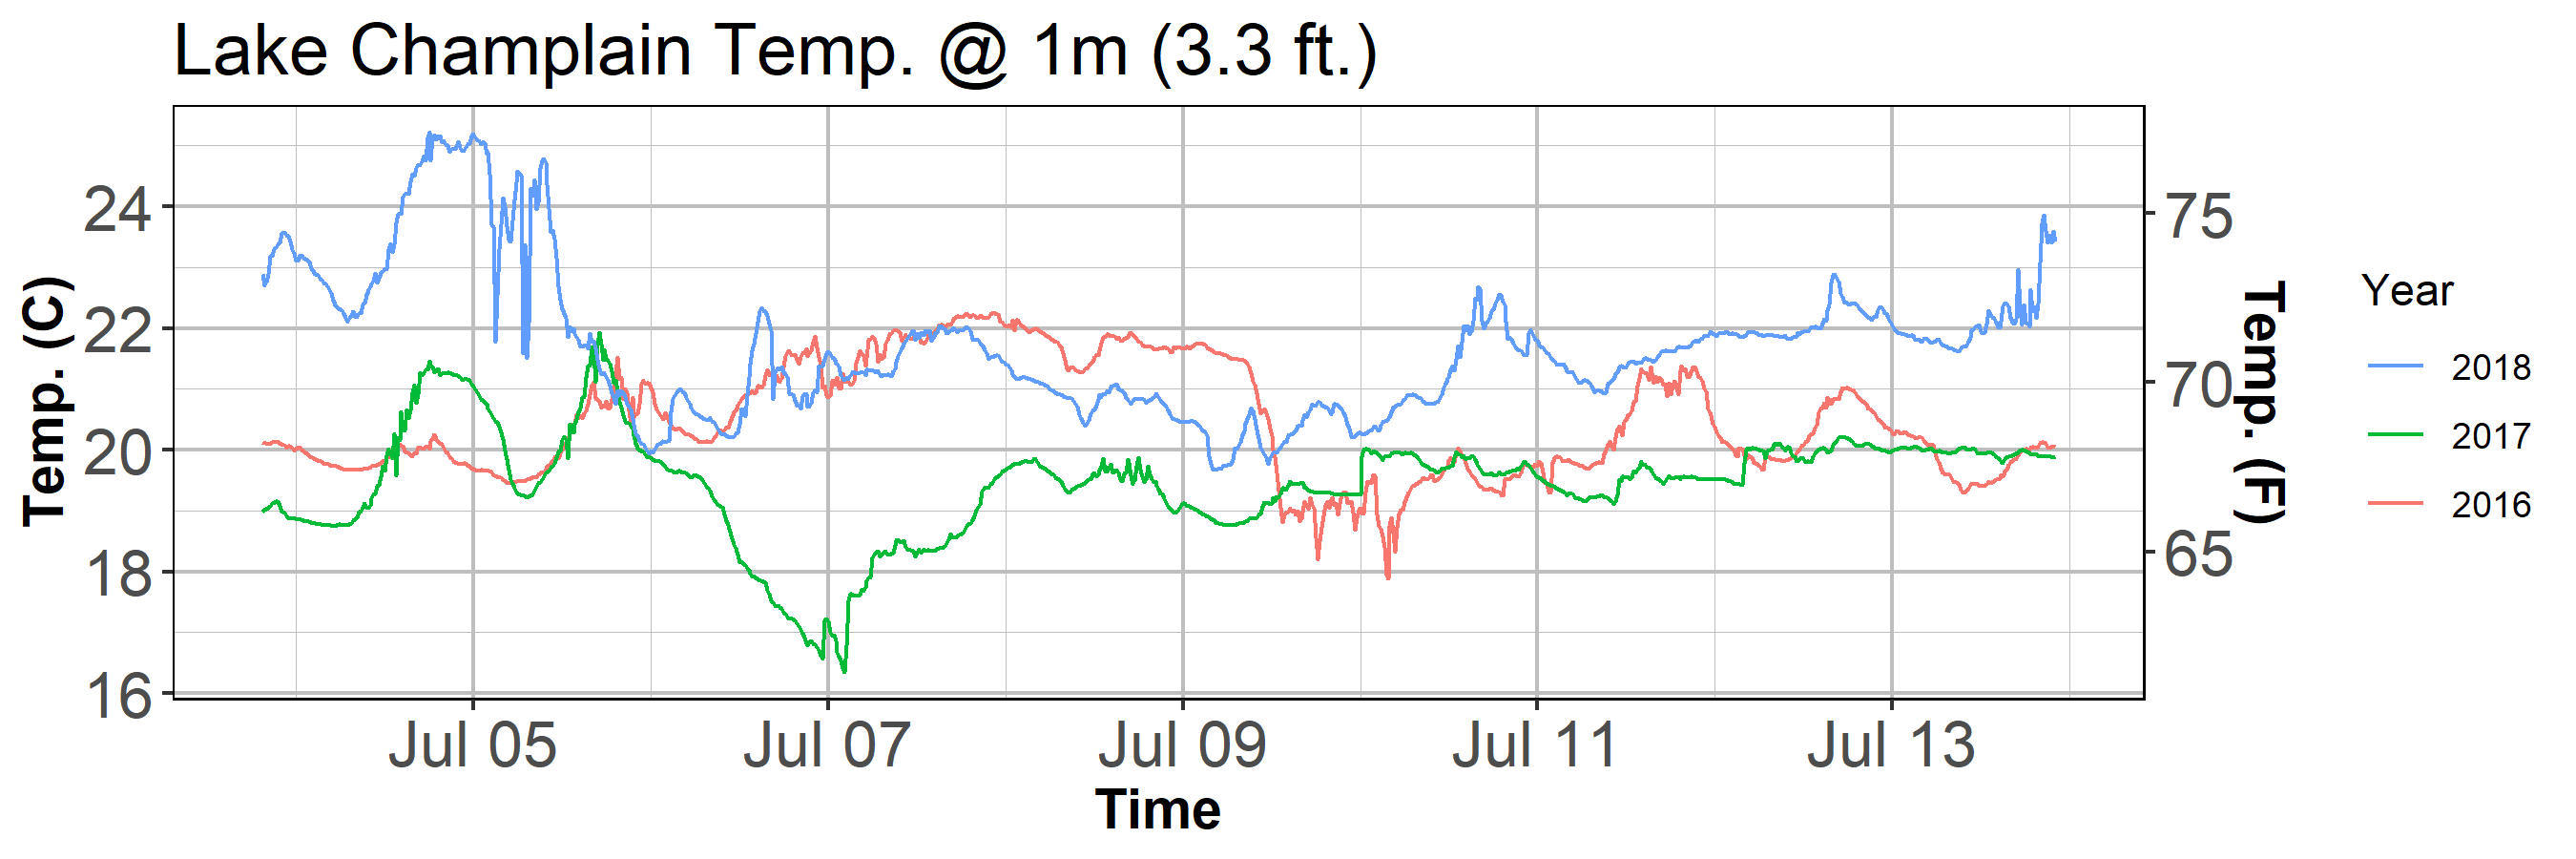 Lake Champlain Temp. @ 1m (3.3 ft.)
Temp. (C)
24
22
20
18
16
75
70
65
Temp. (F)
Jul 05
Jul 07
Jul 09
Jul 11
Jul 13
Time
Year
2018
2017
2016